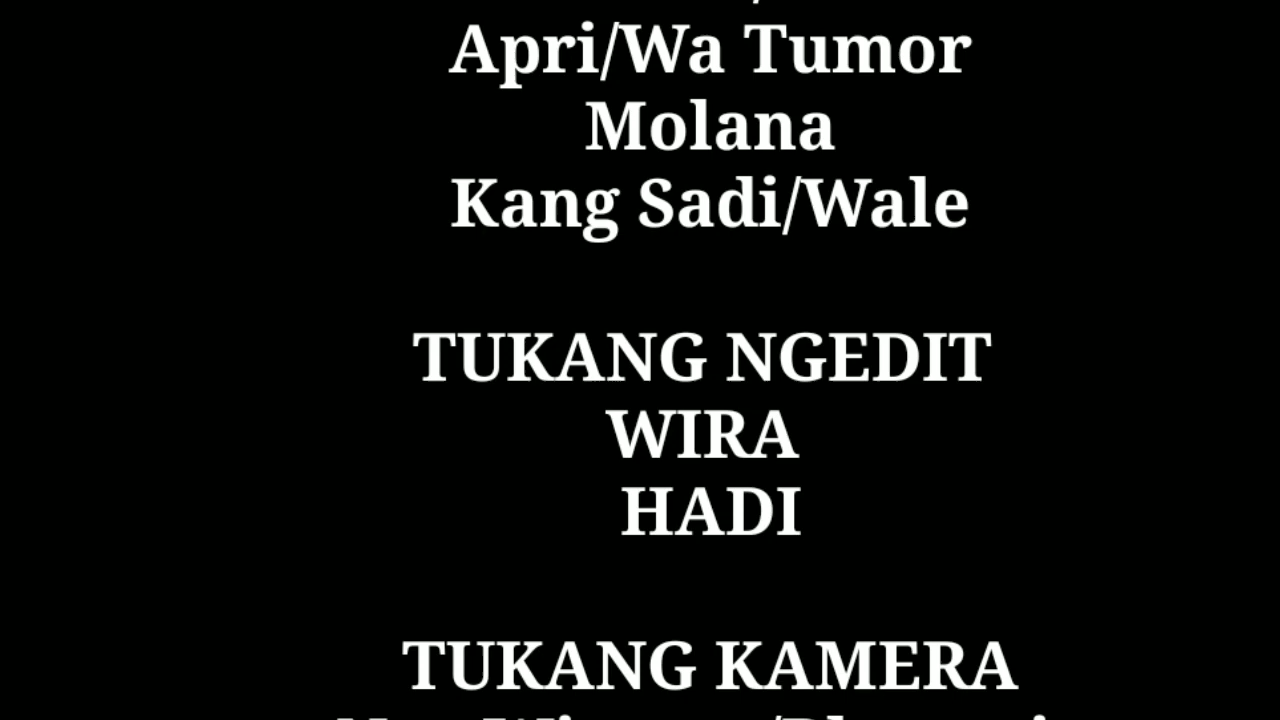 Apri/Wa Tumor
Molana
Kang Sadi/Wale
TUKANG NGEDIT
WIRA
HADI
TUKANG KAMERA